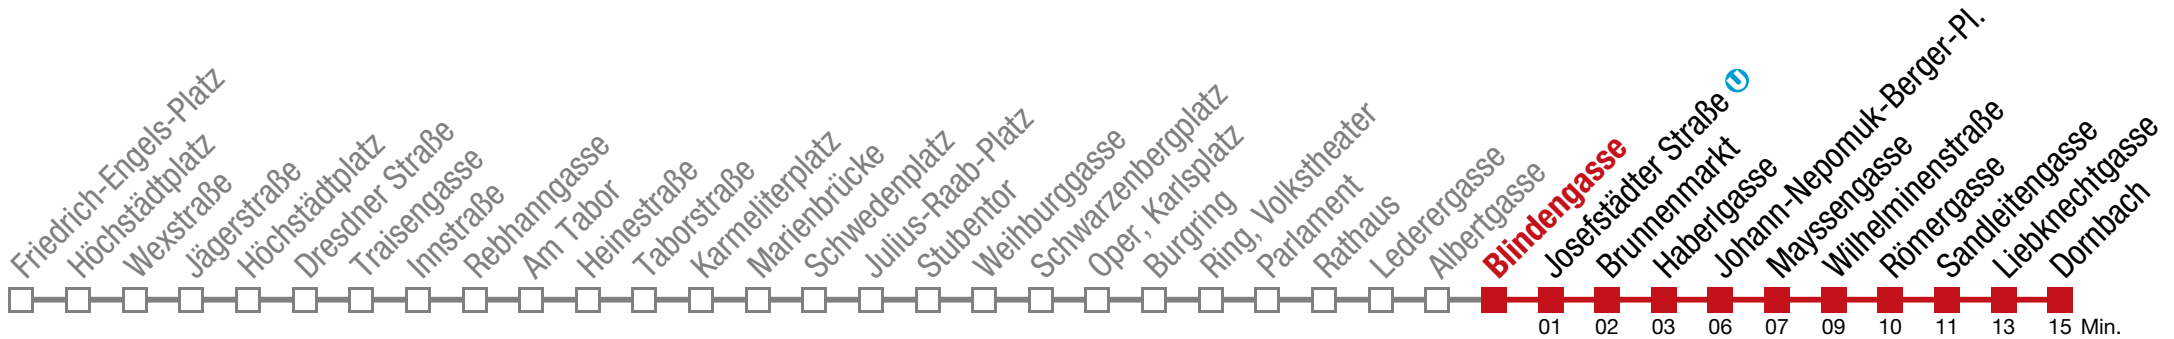 Friedrich-Engels-Platz
Höchstädtplatz
Wexstraße
Jägerstraße
Höchstädtplatz
Dresdner Straße
Traisengasse
Innstraße
Rebhanngasse
Am Tabor
Heinestraße
Taborstraße
Karmeliterplatz
Marienbrücke
Schwedenplatz
Julius-Raab-Platz
Stubentor
Weihburggasse
Schwarzenbergplatz
Oper, Karlsplatz
Burgring
Ring, Volkstheater
Parlament
Rathaus
Lederergasse
Albertgasse
Blindengasse
Josefstädter Straße U
Brunnenmarkt
Haberlgasse
Johann-Nepomuk-Berger-Pl.
Mayssengasse
Wilhelminenstraße
Römergasse
Sandleitengasse
Liebknechtgasse
Dornbach
01 02 03 06 07 09 10 11 13 15 Min.